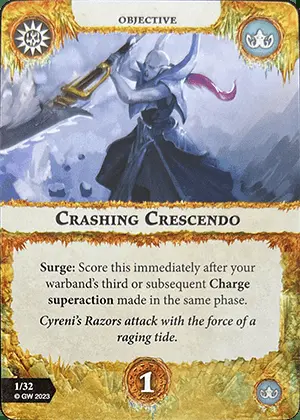 OBJECTIVE
CRASHING CRESCENDO
Surge: Score this immediately after your
warband's third or subsequent Charge
superaction made in the same phase.
Cyreni's Razors attack with the force of a
raging tide.
1/32
© GW 2023
1